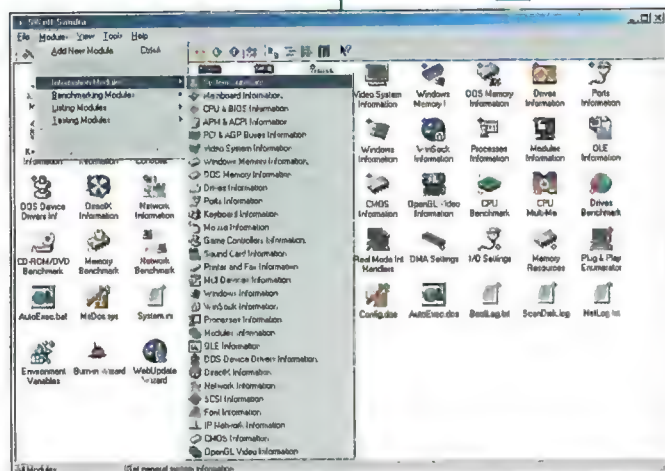 SiSoft Sandra
File Module View Tools Help
Add New Module
Information Modules
Benchmarking Modules
Listing Modules
Testing Modules
System Summary
Mainboard Information
CPU & BIOS Information
APM & ACPI Information
PCI & AGP Buses Information
Video System Information
Windows Memory Information
DOS Memory Information
Drives Information
Ports Information
Keyboard Information
Mouse Information
Game Controllers Information
Sound Card Information
Printer and Fax Information
MCI Devices Information
Windows Information
WinSock Information
Processes Information
Modules Information
OLE Information
DOS Device Drivers Information
DirectX Information
Network Information
SCSI Information
Font Information
IP Network Information
CMOS Information
OpenGL Video Information
Information
Information
DOS Device Drivers Inf
DirectX Information
Network Information
CD-ROM/DVD Benchmark
Memory Benchmark
Network Benchmark
AutoExec.bat
MsDos.sys
System.ini
Environment Variables
Burn-in Wizard
WebUpdate Wizard
Video System Information
Windows Memory I
DOS Memory Information
Drives Information
Ports Information
Windows Information
WinSock Information
Processes Information
Modules Information
OLE Information
CMOS Information
OpenGL Video Information
CPU Benchmark
CPU Multi-Me
Drives Benchmark
Real Mode Int Handlers
DMA Settings
I/O Settings
Memory Resources
Plug & Play Enumerator
Config.dos
AutoExec.dos
BootLog.txt
ScanDisk.log
NetLog.txt
All Modules
Get general system information